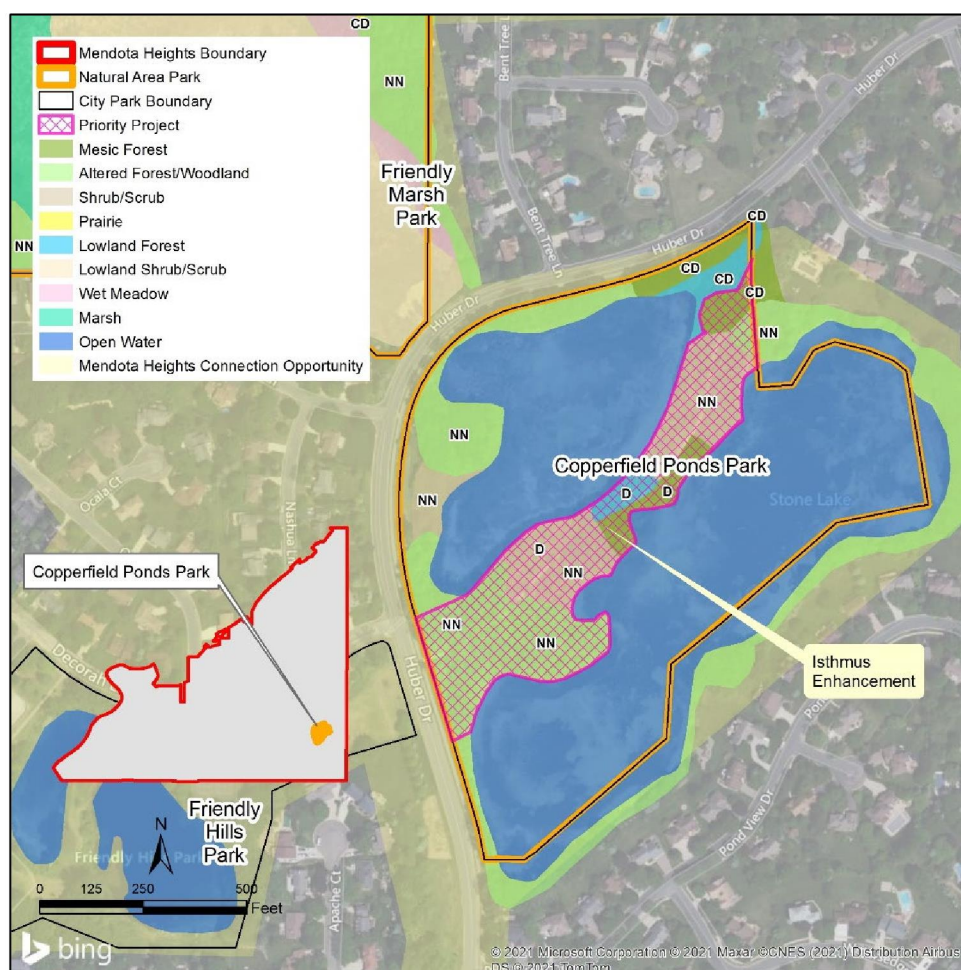 Mendota Heights Boundary
Natural Area Park
City Park Boundary
Priority Project
Mesic Forest
Altered Forest/Woodland
Shrub/Scrub
Prairie
Lowland Forest
Lowland Shrub/Scrub
Wet Meadow
Marsh
Open Water
Mendota Heights Connection Opportunity
CD
NN
NN
Friendly
Marsh
Park
Bent Tree Ln
Bent Tree Ln
Huber Dr
Huber Dr
Huber Dr
CD
CD
CD
CD
NN
NN
NN
NN
Copperfield Ponds Park
Stone Lake
D
D
D
NN
NN
NN
Isthmus
Enhancement
Ocala Ct
Nashua Ln
Copperfield Ponds Park
Decorah
Huber Dr
Pond View Dr
Friendly
Hills
Park
Friendly Hills Park
Apache Ct
N
0 125 250 500
Feet
bing
© 2021 Microsoft Corporation © 2021 Maxar ©CNES (2021) Distribution Airbus
DS © 2021 TomTom